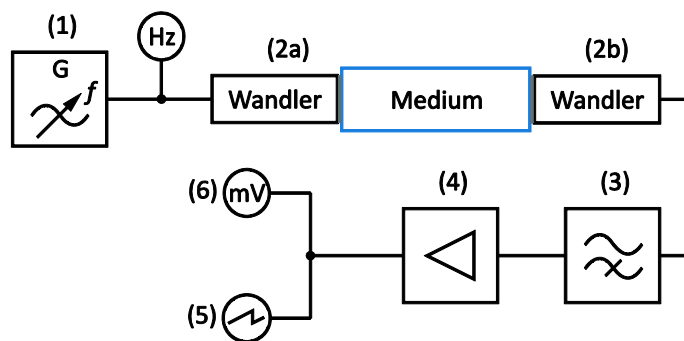 (1)
Hz
(2a)
(2b)
G
f
Wandler
Medium
Wandler
(6)
mV
(4)
(3)
(5)